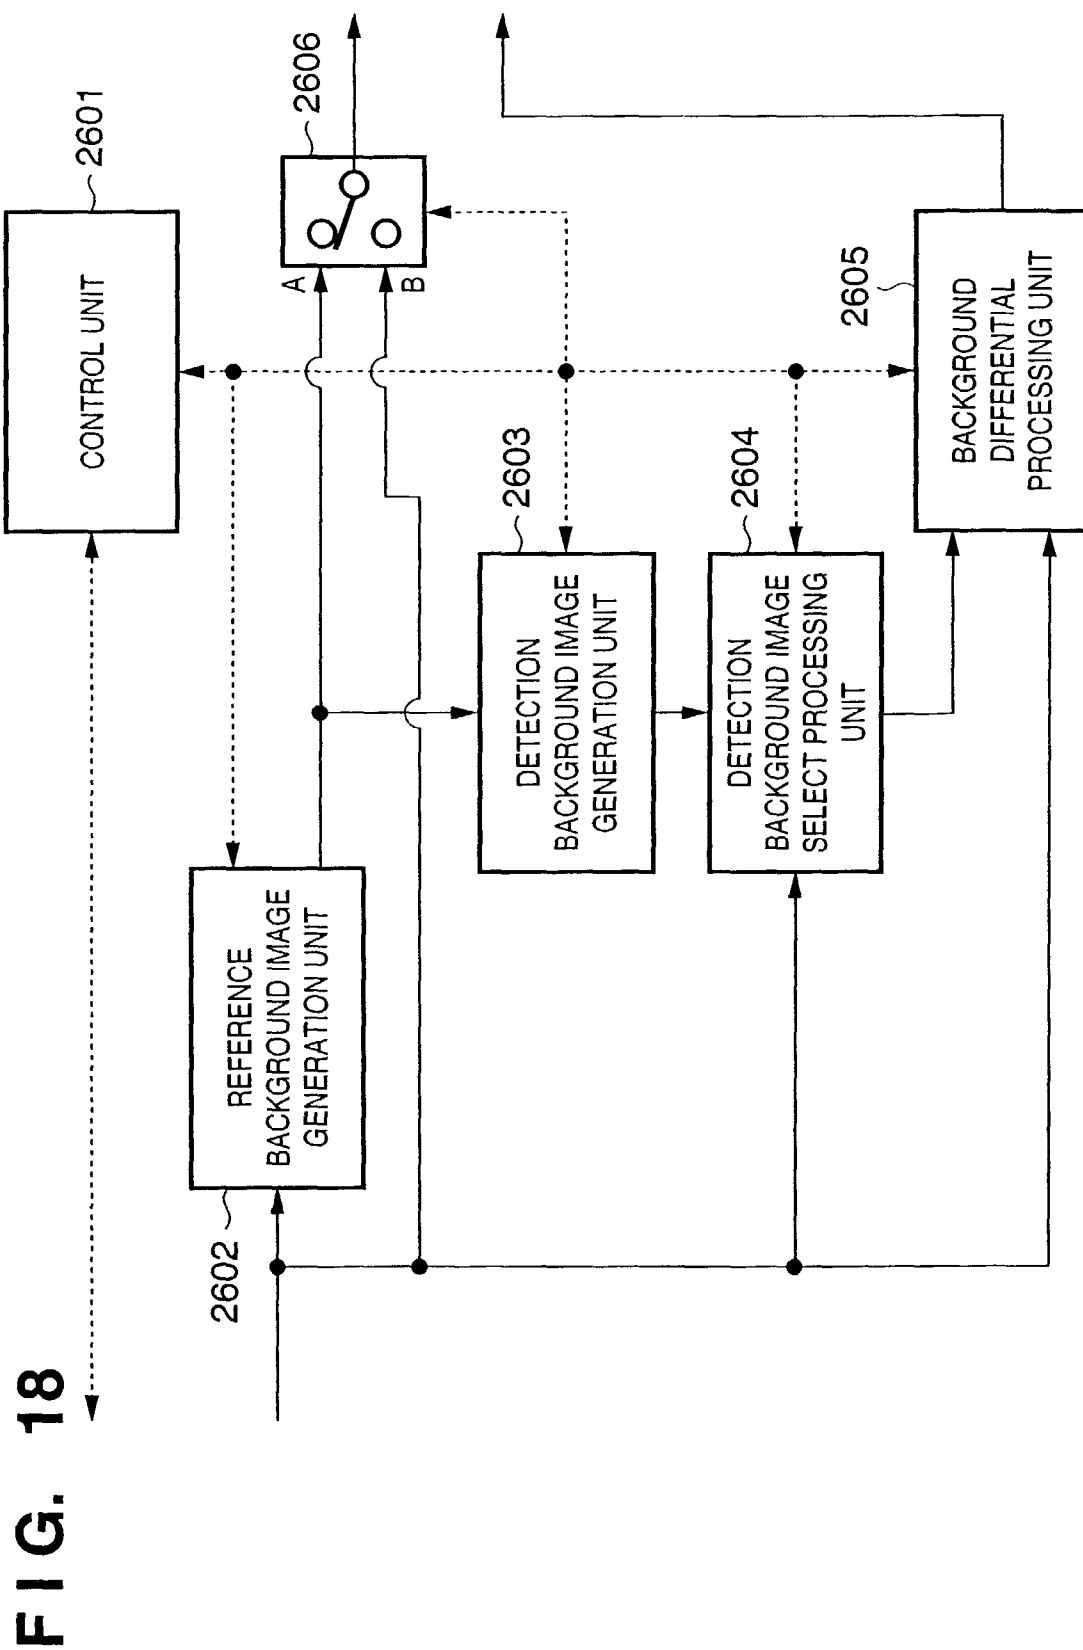 FIG. 18
2601
CONTROL UNIT
2602
REFERENCE
BACKGROUND IMAGE
GENERATION UNIT
A
B
2606
2603
DETECTION
BACKGROUND IMAGE
GENERATION UNIT
2604
DETECTION
BACKGROUND IMAGE
SELECT PROCESSING
UNIT
2605
BACKGROUND
DIFFERENTIAL
PROCESSING UNIT